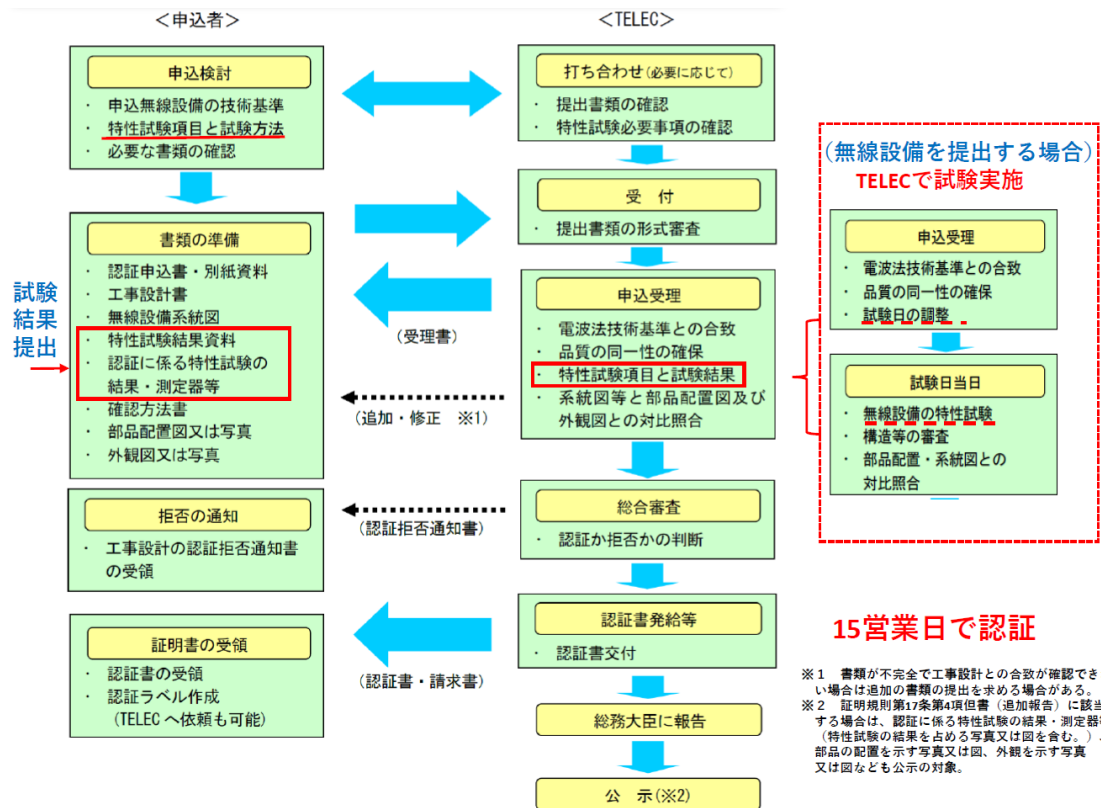 ＜申込者＞
申込検討
・ 申込無線設備の技術基準
・ 特性試験項目と試験方法
・ 必要な書類の確認
書類の準備
・ 認証申込書・別紙資料
・ 工事設計書
・ 無線設備系統図
・ 特性試験結果資料
・ 認証に係る特性試験の
結果・測定器等
・ 確認方法書
・ 部品配置図又は写真
・ 外観図又は写真
試験
結果
提出
拒否の通知
・ 工事設計の認証拒否通知書
の受領
証明書の受領
・ 認証書の受領
・ 認証ラベル作成
(TELEC へ依頼も可能)
(受理書)
(追加・修正 ※1)
(認証拒否通知書)
(認証書・請求書)
＜TELEC＞
打ち合わせ(必要に応じて)
・ 提出書類の確認
・ 特性試験必要事項の確認
受 付
・ 提出書類の形式審査
申込受理
・ 電波法技術基準との合致
・ 品質の同一性の確保
・ 特性試験項目と試験結果
・ 系統図等と部品配置図及び
外観図との対比照合
総合審査
・ 認証か拒否かの判断
認証書発給等
・ 認証書交付
総務大臣に報告
公 示(※2)
(無線設備を提出する場合)
TELECで試験実施
申込受理
・ 電波法技術基準との合致
・ 品質の同一性の確保
・ 試験日の調整
試験日当日
・ 無線設備の特性試験
・ 構造等の審査
・ 部品配置・系統図との
対比照合
15営業日で認証
※１ 書類が不完全で工事設計との合致が確認でき
い場合は追加の書類の提出を求める場合がある。
※２ 証明規則第17条第4項但書（追加報告）に該当
する場合は、認証に係る特性試験の結果・測定器等
（特性試験の結果を占める写真又は図を含む。）、
部品の配置を示す写真又は図、外観を示す写真
又は図なども公示の対象。